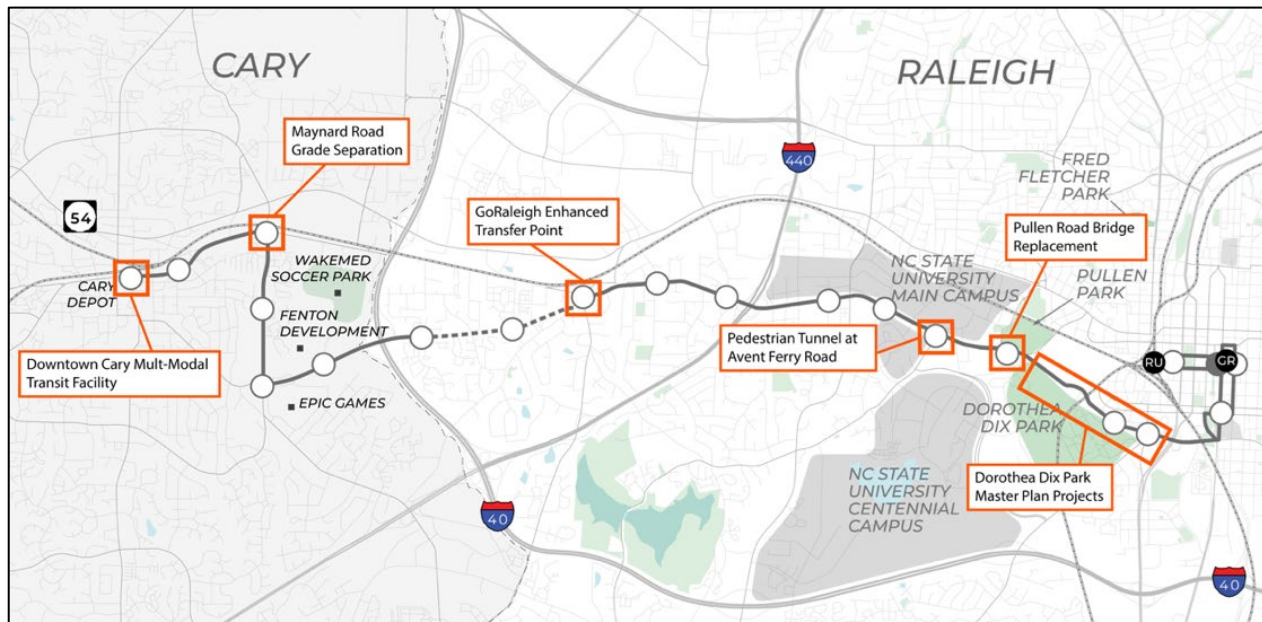 CARY
RALEIGH
Maynard Road
Grade Separation
440
FRED
FLETCHER
PARK
54
GoRaleigh Enhanced
Transfer Point
Pullen Road Bridge
Replacement
WAKEMED
SOCCER PARK
NC STATE
UNIVERSITY
MAIN CAMPUS
PULLEN
PARK
CARY
DEPOT
FENTON
DEVELOPMENT
Pedestrian Tunnel at
Avent Ferry Road
RU
GR
Downtown Cary Mult-Modal
Transit Facility
EPIC GAMES
DOROTHEA
DIX PARK
NC STATE
UNIVERSITY
CENTENNIAL
CAMPUS
Dorothea Dix Park
Master Plan Projects
40
40